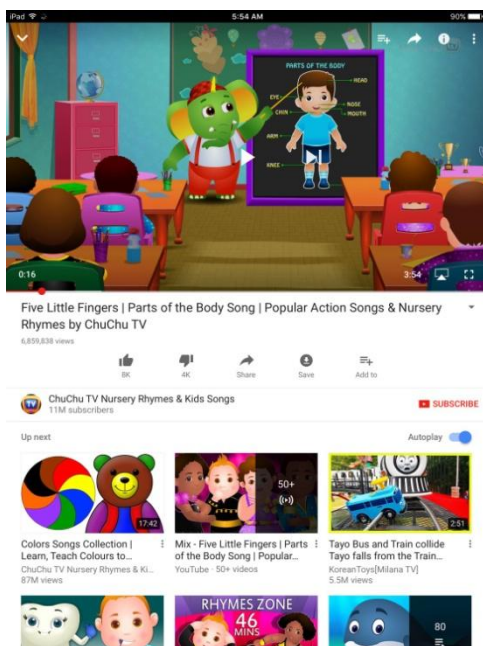 iPad 5:54 AM 90%
PARTS OF THE BODY
HEAD
EYE
NOSE
CHIN
MOUTH
ARM
KNEE
0:16 3:54
Five Little Fingers | Parts of the Body Song | Popular Action Songs & Nursery
Rhymes by ChuChu TV
6,859,838 views
8K 4K Share Save Add to
ChuChu TV Nursery Rhymes & Kids Songs
11M subscribers
SUBSCRIBE
Up next Autoplay
17:42
Colors Songs Collection |
Learn, Teach Colours to...
ChuChu TV Nursery Rhymes & Ki...
87M views
50+
Mix - Five Little Fingers | Parts
of the Body Song | Popular...
YouTube · 50+ videos
2:51
Tayo Bus and Train collide
Tayo falls from the Train...
KoreanToys[Milana TV]
5.5M views
RHYMES ZONE
46
MINS
80